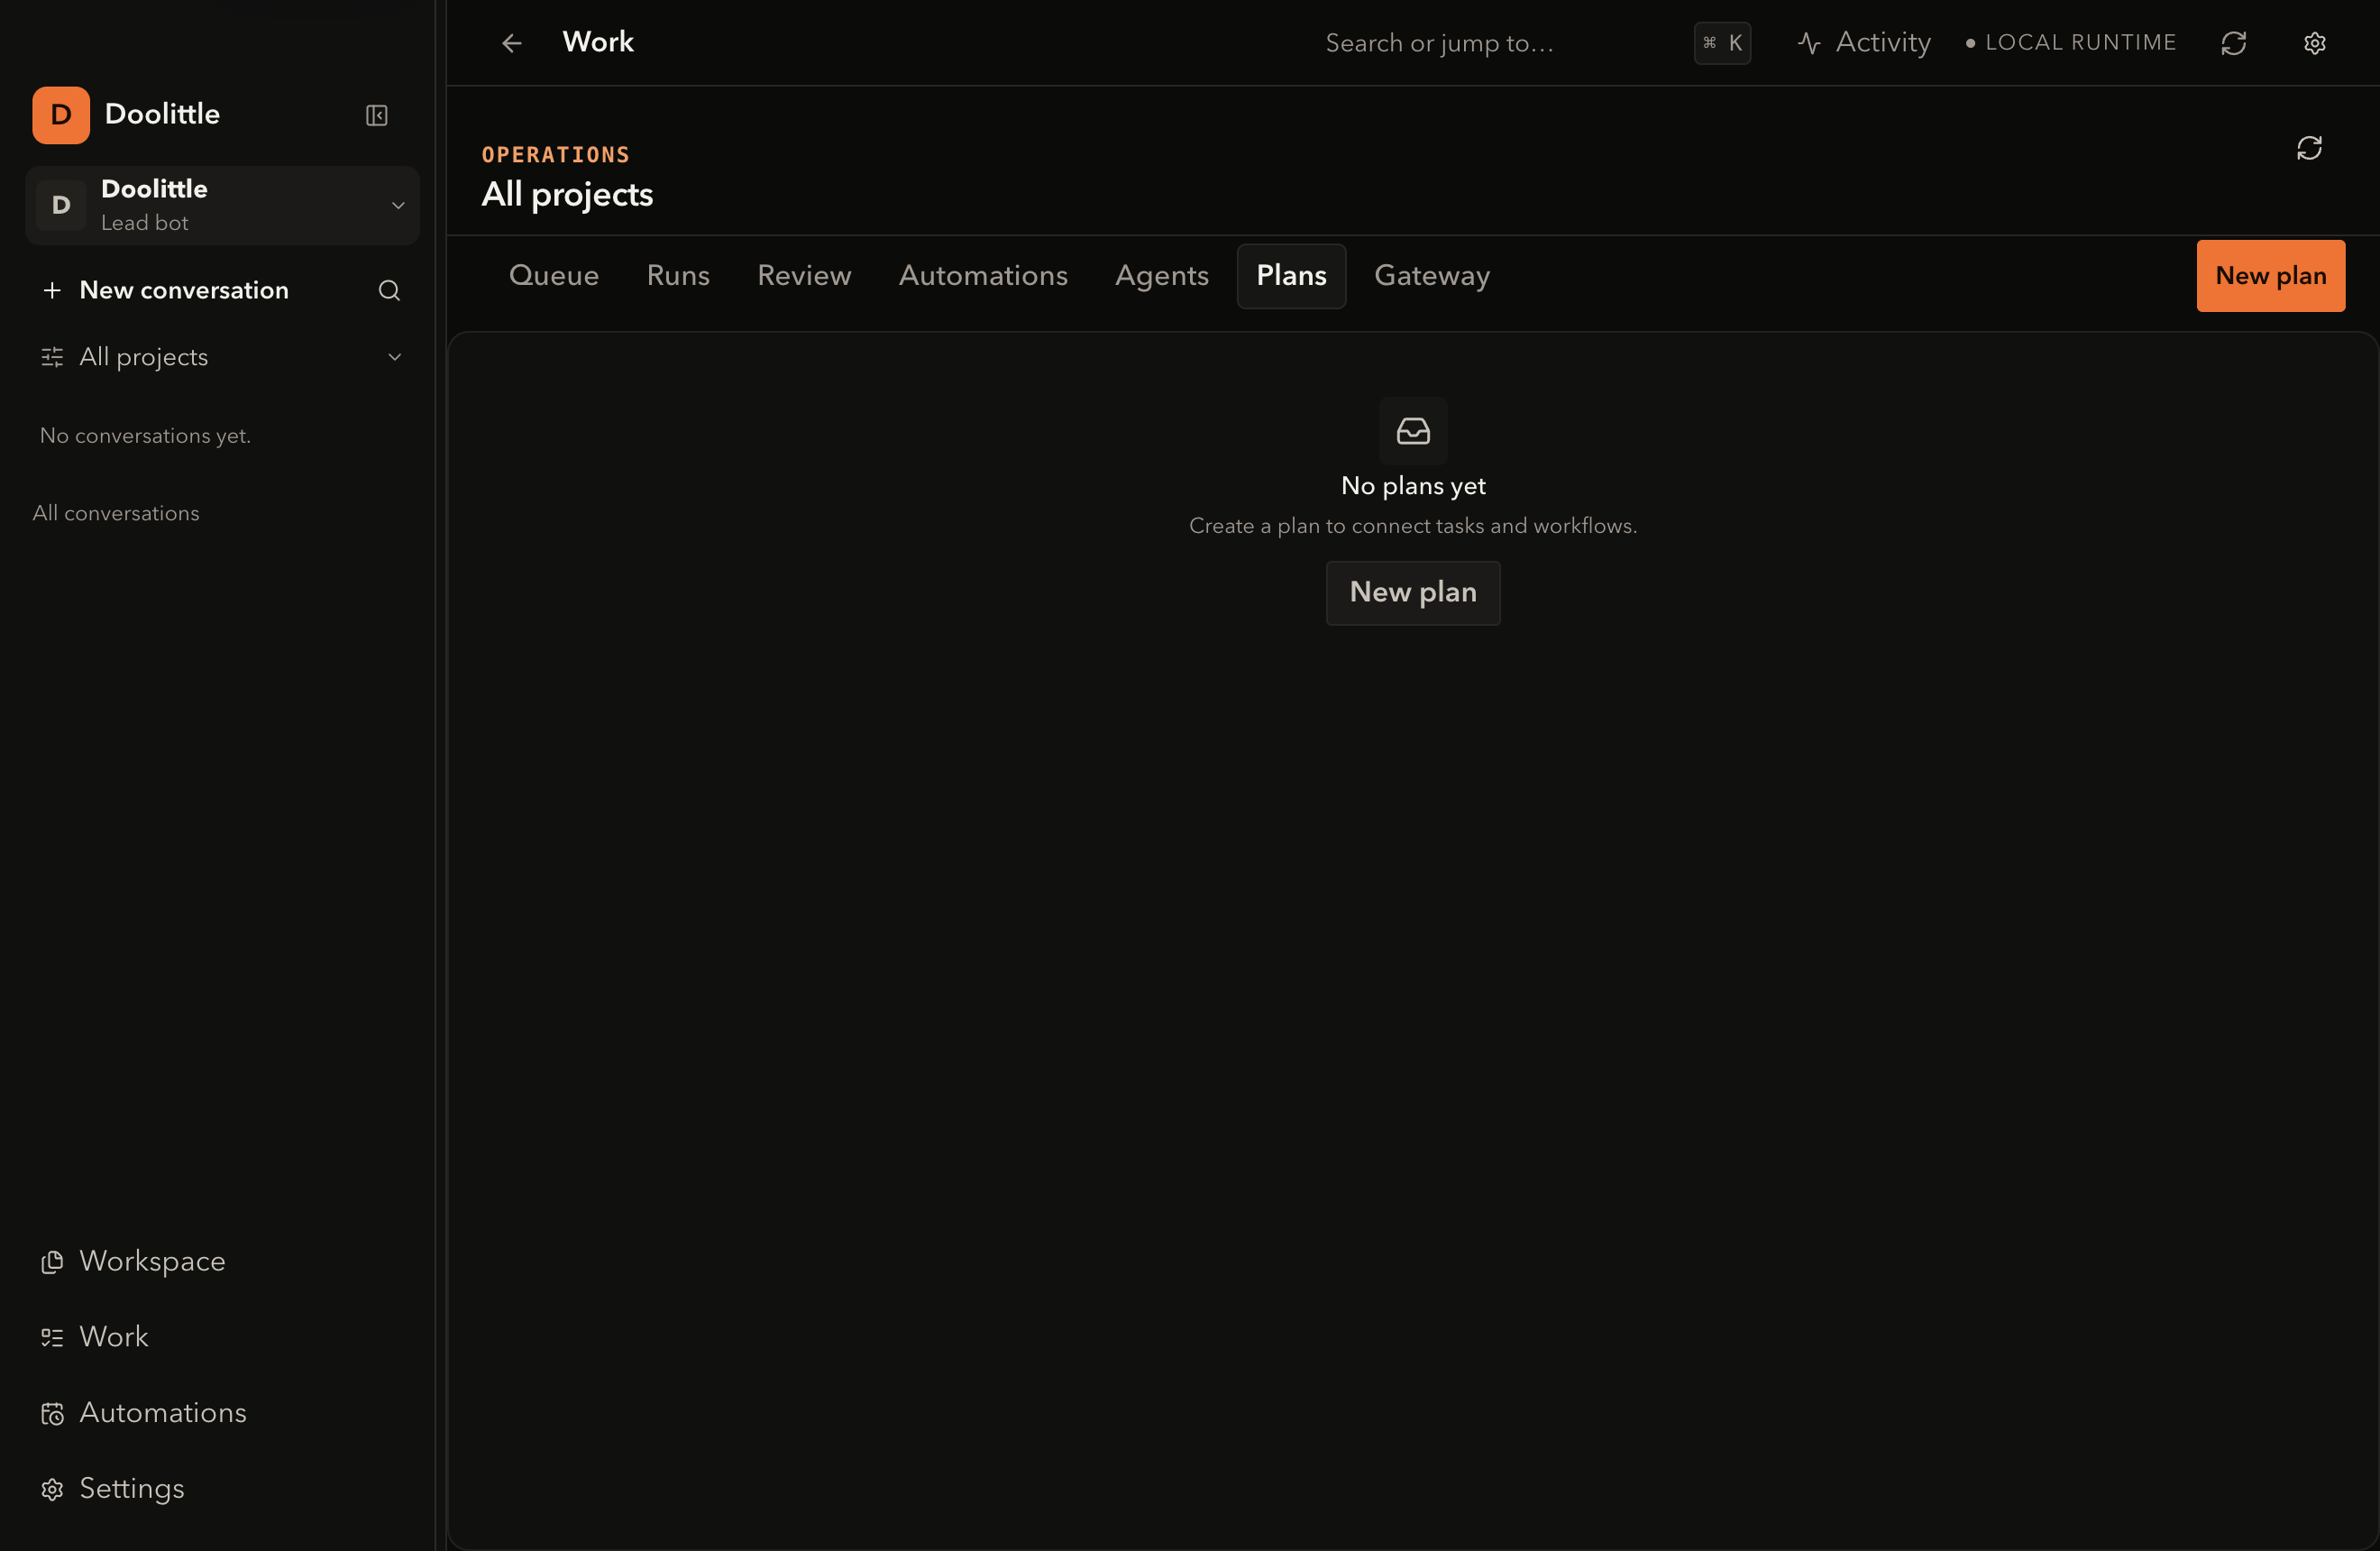 D Doolittle
D Doolittle
Lead bot
New conversation
All projects
No conversations yet.
All conversations
Workspace
Work
Automations
Settings
Work
Search or jump to…
⌘ K
Activity
LOCAL RUNTIME
OPERATIONS
All projects
Queue Runs Review Automations Agents Plans Gateway
New plan
No plans yet
Create a plan to connect tasks and workflows.
New plan